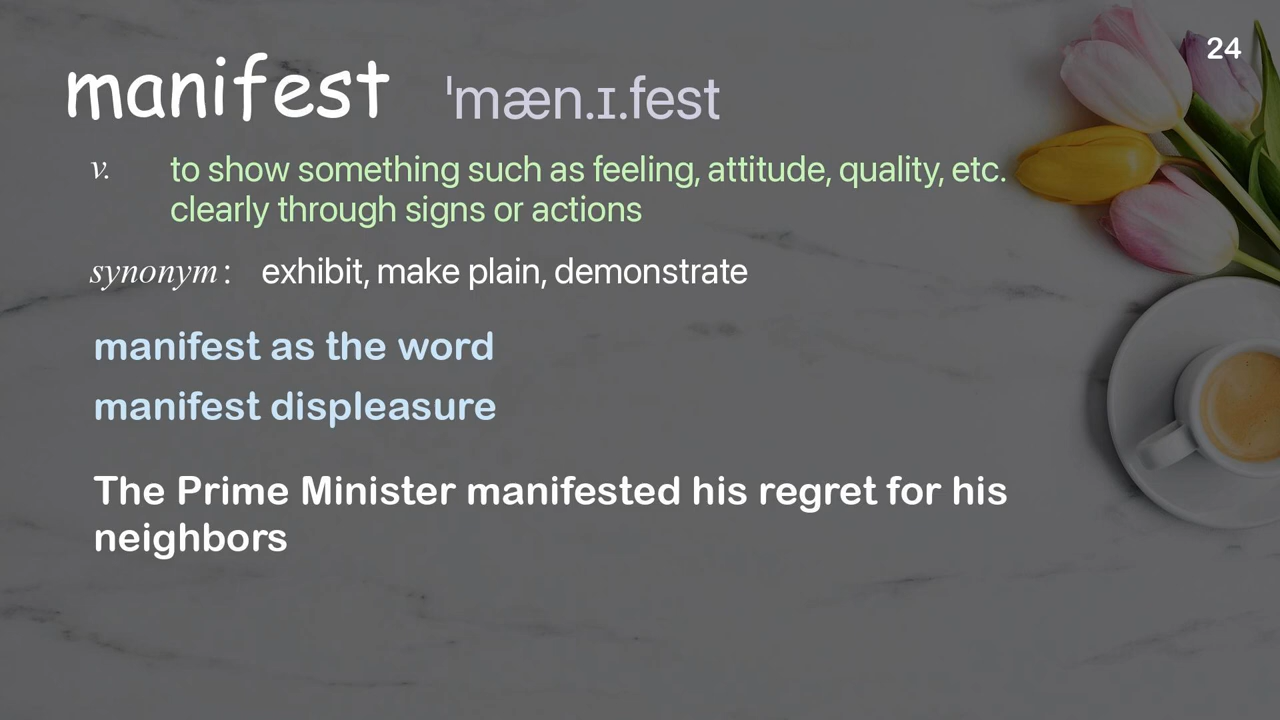 24
manifest ˈmæn.ɪ.fest
v. to show something such as feeling, attitude, quality, etc.
clearly through signs or actions
synonym : exhibit, make plain, demonstrate
manifest as the word
manifest displeasure
The Prime Minister manifested his regret for his
neighbors